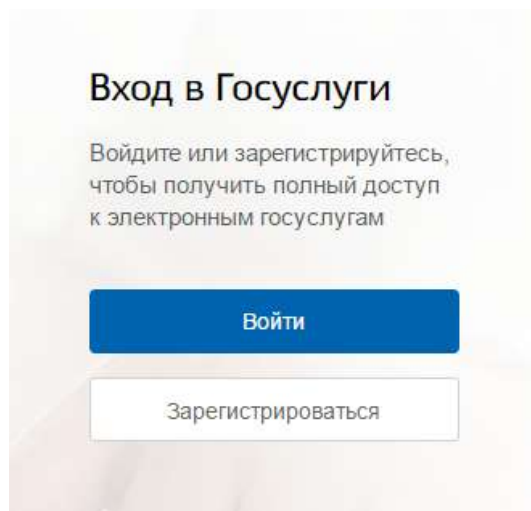 Вход в Госуслуги
Войдите или зарегистрируйтесь,
чтобы получить полный доступ
к электронным госуслугам
Войти
Зарегистрироваться